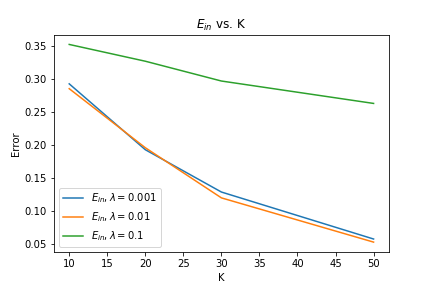 E_in vs. K
0.35
0.30
0.25
0.20
0.15
0.10
0.05
Error
E_in, λ = 0.001
E_in, λ = 0.01
E_in, λ = 0.1
10 15 20 25 30 35 40 45 50
K